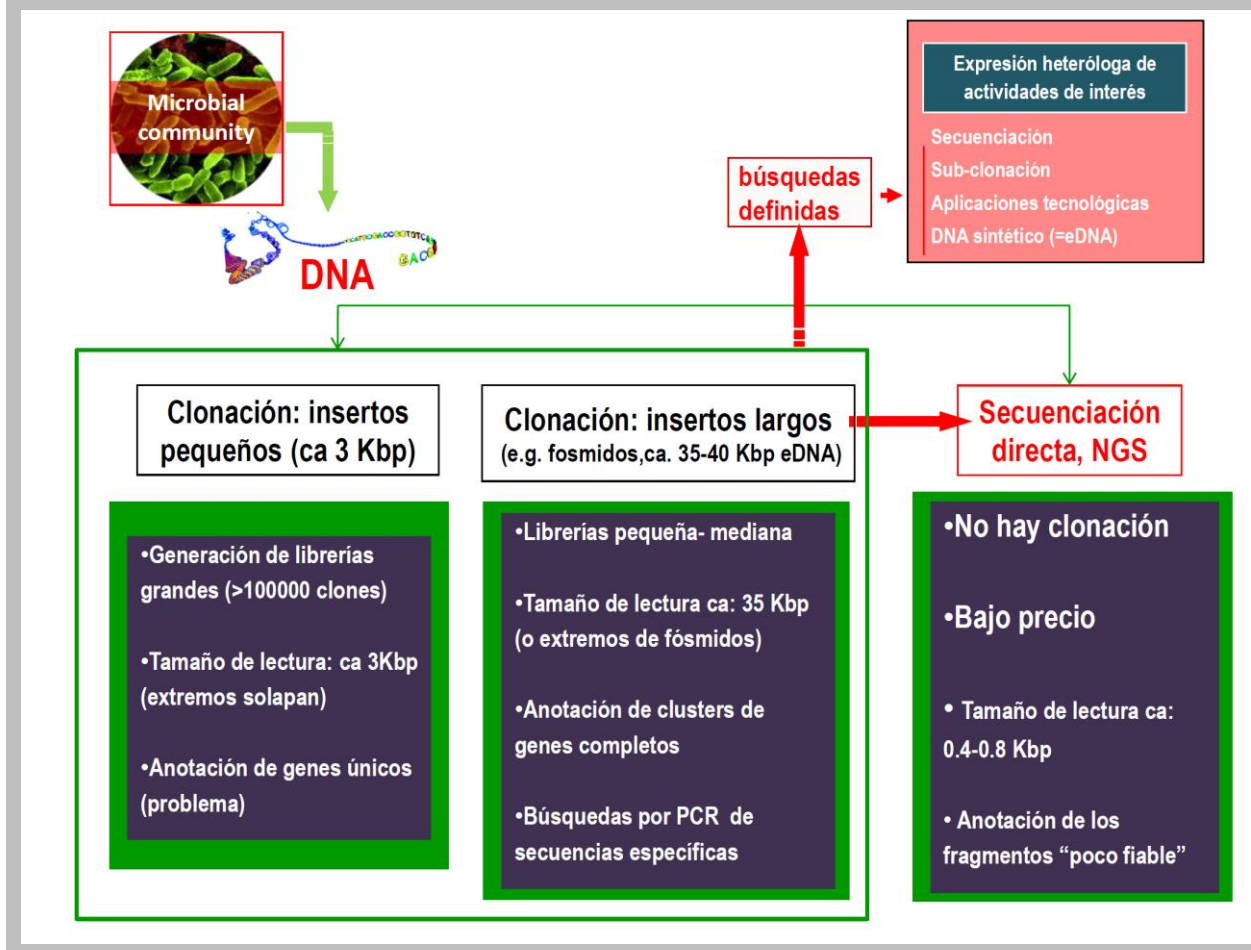 Microbial
community
DNA
búsquedas
definidas
Expresión heteróloga de
actividades de interés
Secuenciación
Sub-clonación
Aplicaciones tecnológicas
DNA sintético (=eDNA)
Clonación: insertos
pequeños (ca 3 Kbp)
•Generación de librerías
grandes (>100000 clones)
•Tamaño de lectura: ca 3Kbp
(extremos solapan)
•Anotación de genes únicos
(problema)
Clonación: insertos largos
(e.g. fosmidos,ca. 35-40 Kbp eDNA)
•Librerías pequeña- mediana
•Tamaño de lectura ca: 35 Kbp
(o extremos de fósmidos)
•Anotación de clusters de
genes completos
•Búsquedas por PCR de
secuencias específicas
Secuenciación
directa, NGS
•No hay clonación
•Bajo precio
• Tamaño de lectura ca:
0.4-0.8 Kbp
• Anotación de los
fragmentos “poco fiable”